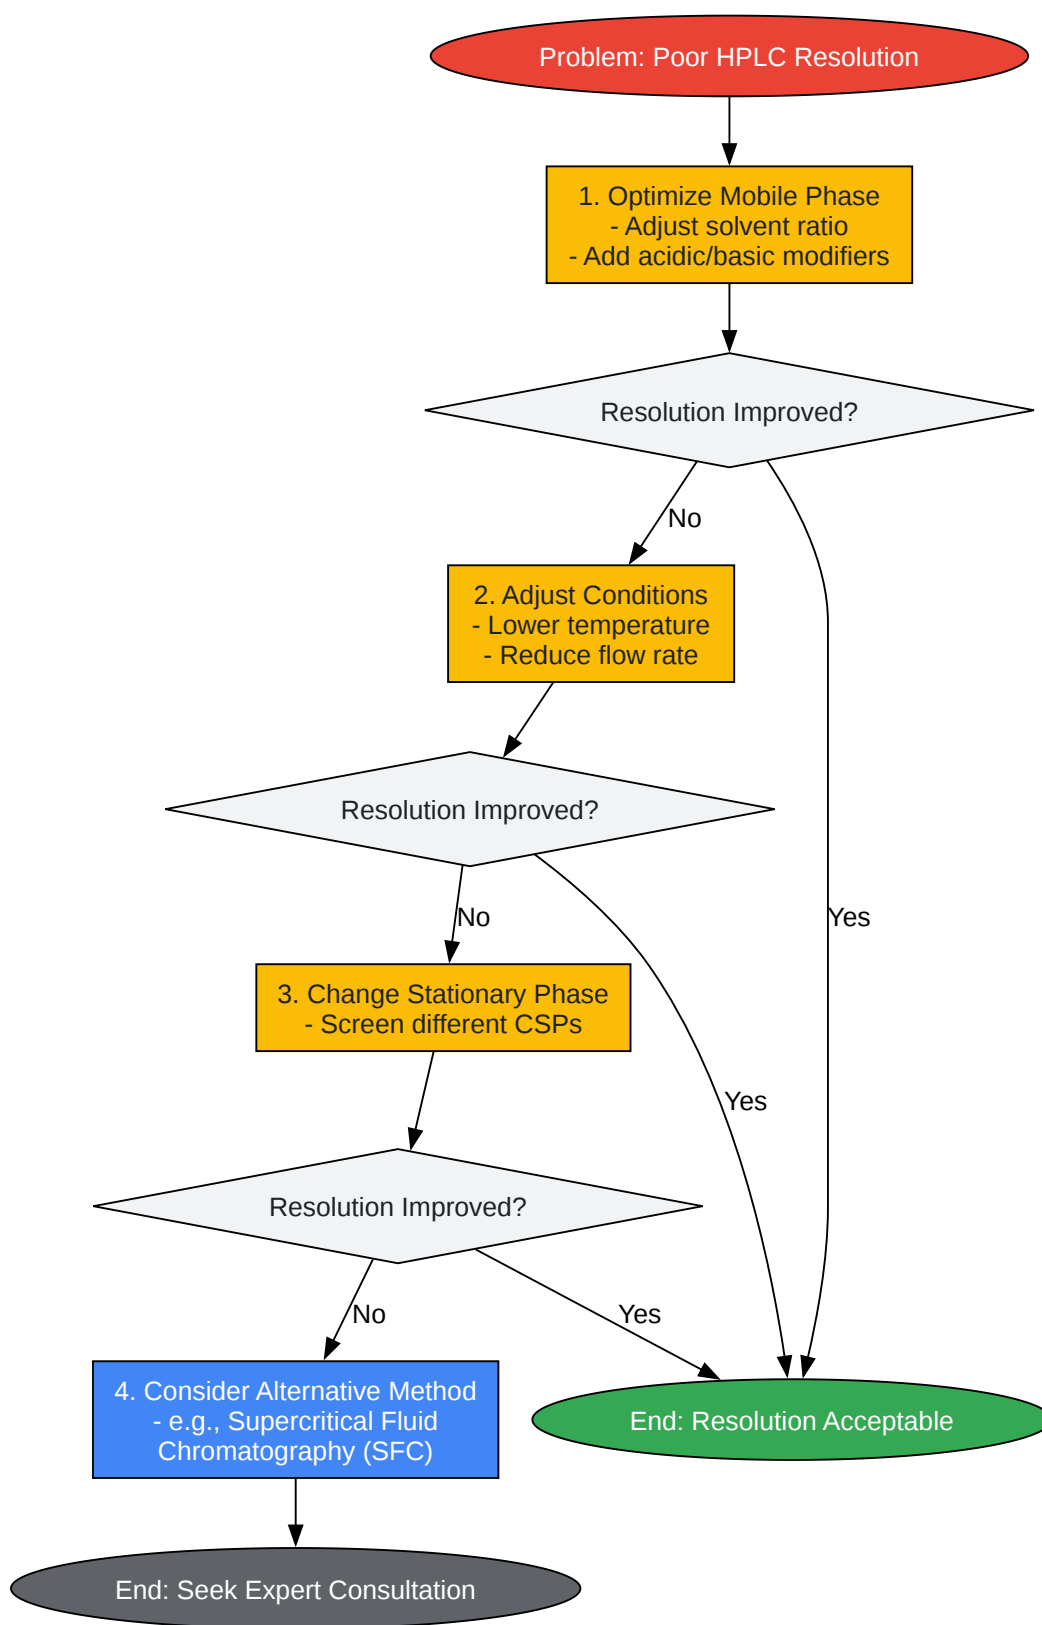 Problem: Poor HPLC Resolution
1. Optimize Mobile Phase
- Adjust solvent ratio
- Add acidic/basic modifiers
Resolution Improved?
No
2. Adjust Conditions
- Lower temperature
- Reduce flow rate
Resolution Improved?
No
Yes
3. Change Stationary Phase
- Screen different CSPs
Yes
Resolution Improved?
No
Yes
4. Consider Alternative Method
- e.g., Supercritical Fluid
Chromatography (SFC)
End: Resolution Acceptable
End: Seek Expert Consultation